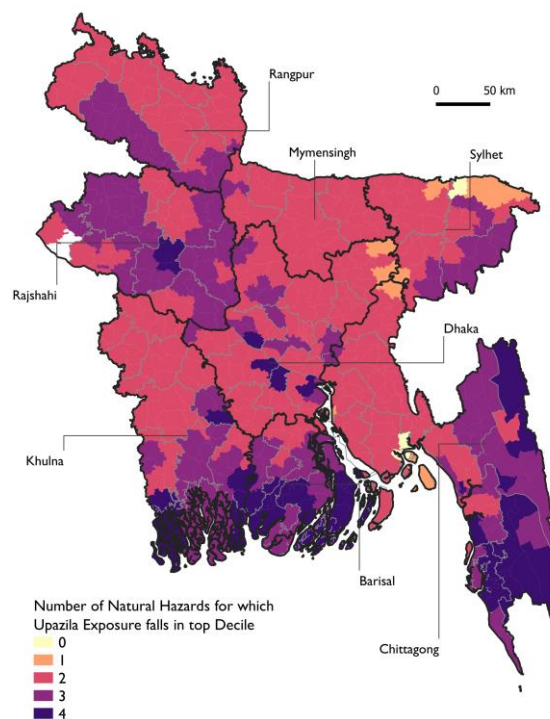 Rangpur
0 50 km
Mymensingh
Sylhet
Rajshahi
Dhaka
Khulna
Barisal
Chittagong
Number of Natural Hazards for which
Upazila Exposure falls in top Decile
0
1
2
3
4